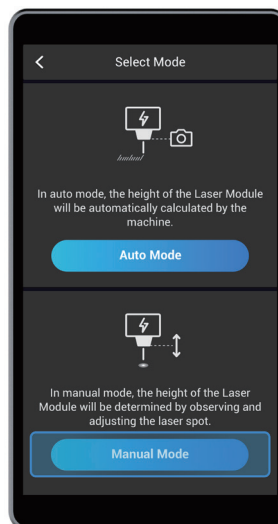 Select Mode
In auto mode, the height of the Laser Module
will be automatically calculated by the
machine.
Auto Mode
In manual mode, the height of the Laser
Module will be determined by observing and
adjusting the laser spot.
Manual Mode